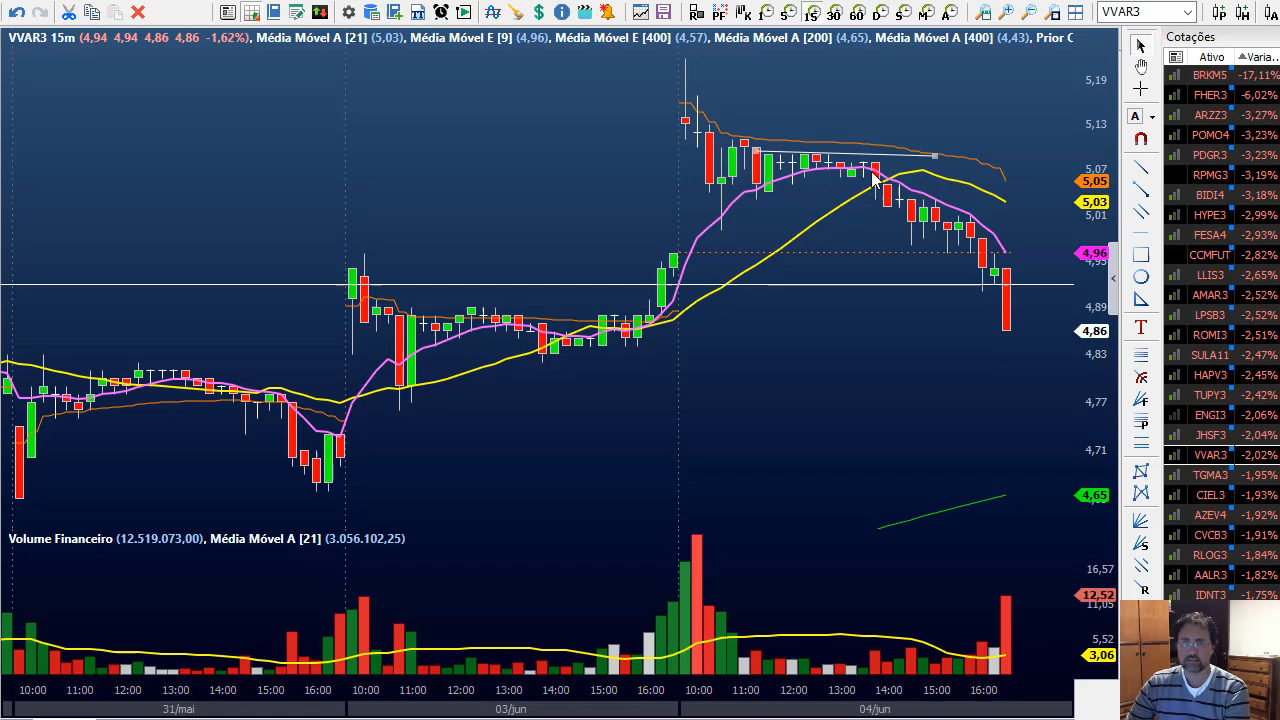 15 30 60 D S M A VVAR3 P H
VVAR3 15m (4,94 4,94 4,86 4,86 -1,62%), Média Móvel A [21] (5,03), Média Móvel E [9] (4,96), Média Móvel E [400] (4,57), Média Móvel A [200] (4,65), Média Móvel A [400] (4,43), Prior C
Cotações
Ativo Varia...
5,19
5,13
5,07
5,05
5,03
5,01
4,96
4,95
4,89
4,86
4,83
4,77
4,71
4,65
BRKM5 -17,11%
FHER3 -6,02%
ARZZ3 -3,27%
POMO4 -3,23%
PDGR3 -3,23%
RPMG3 -3,19%
BIDI4 -3,18%
HYPE3 -2,99%
FESA4 -2,93%
CCMFUT -2,82%
LLIS3 -2,65%
AMAR3 -2,52%
LPSB3 -2,52%
ROMI3 -2,51%
SULA11 -2,47%
HAPV3 -2,45%
TUPY3 -2,42%
ENGI3 -2,06%
JHSF3 -2,04%
VVAR3 -2,02%
TGMA3 -1,95%
CIEL3 -1,93%
AZEV4 -1,92%
CVCB3 -1,91%
RLOG3 -1,84%
AALR3 -1,82%
IDNT3 -1,75%
A
T
F
P
S
R
Volume Financeiro (12.519.073,00), Média Móvel A [21] (3.056.102,25)
16,57
12,52
11,05
5,52
3,06
10:00 11:00 12:00 13:00 14:00 15:00 16:00 10:00 11:00 12:00 13:00 14:00 15:00 16:00 10:00 11:00 12:00 13:00 14:00 15:00 16:00
31/mai 03/jun 04/jun